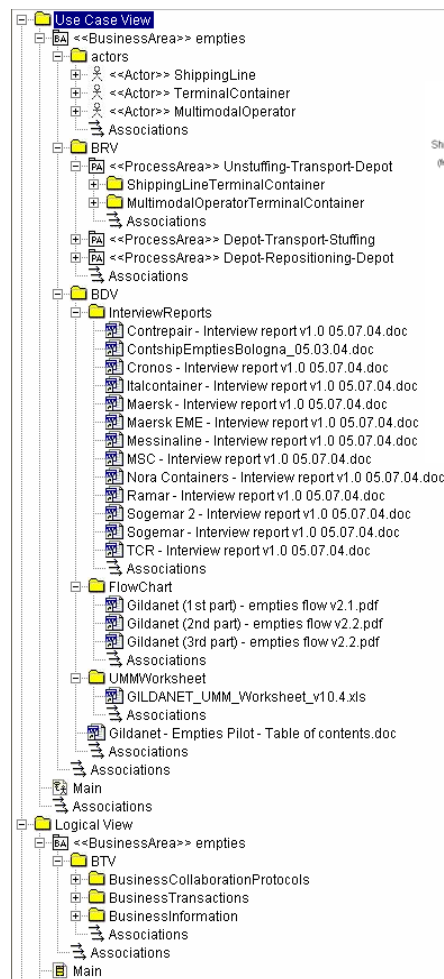 Use Case View
<<BusinessArea>> empties
actors
<<Actor>> ShippingLine
<<Actor>> TerminalContainer
<<Actor>> MultimodalOperator
Associations
BRV
<<ProcessArea>> Unstuffing-Transport-Depot
ShippingLineTerminalContainer
MultimodalOperatorTerminalContainer
Associations
<<ProcessArea>> Depot-Transport-Stuffing
<<ProcessArea>> Depot-Repositioning-Depot
Associations
BDV
InterviewReports
Contrepair - Interview report v1.0 05.07.04.doc
ContshipEmptiesBologna_05.03.04.doc
Cronos - Interview report v1.0 05.07.04.doc
Italcontainer - Interview report v1.0 05.07.04.doc
Maersk - Interview report v1.0 05.07.04.doc
Maersk EME - Interview report v1.0 05.07.04.doc
Messinaline - Interview report v1.0 05.07.04.doc
MSC - Interview report v1.0 05.07.04.doc
Nora Containers - Interview report v1.0 05.07.04.doc
Ramar - Interview report v1.0 05.07.04.doc
Sogemar 2 - Interview report v1.0 05.07.04.doc
Sogemar - Interview report v1.0 05.07.04.doc
TCR - Interview report v1.0 05.07.04.doc
Associations
FlowChart
Gildanet (1st part) - empties flow v2.1.pdf
Gildanet (2nd part) - empties flow v2.2.pdf
Gildanet (3rd part) - empties flow v2.2.pdf
Associations
UMMWorksheet
GILDANET_UMM_Worksheet_v10.4.xls
Associations
Gildanet - Empties Pilot - Table of contents.doc
Associations
Associations
Main
Associations
Logical View
<<BusinessArea>> empties
BTV
BusinessCollaborationProtocols
BusinessTransactions
BusinessInformation
Associations
Associations
Main